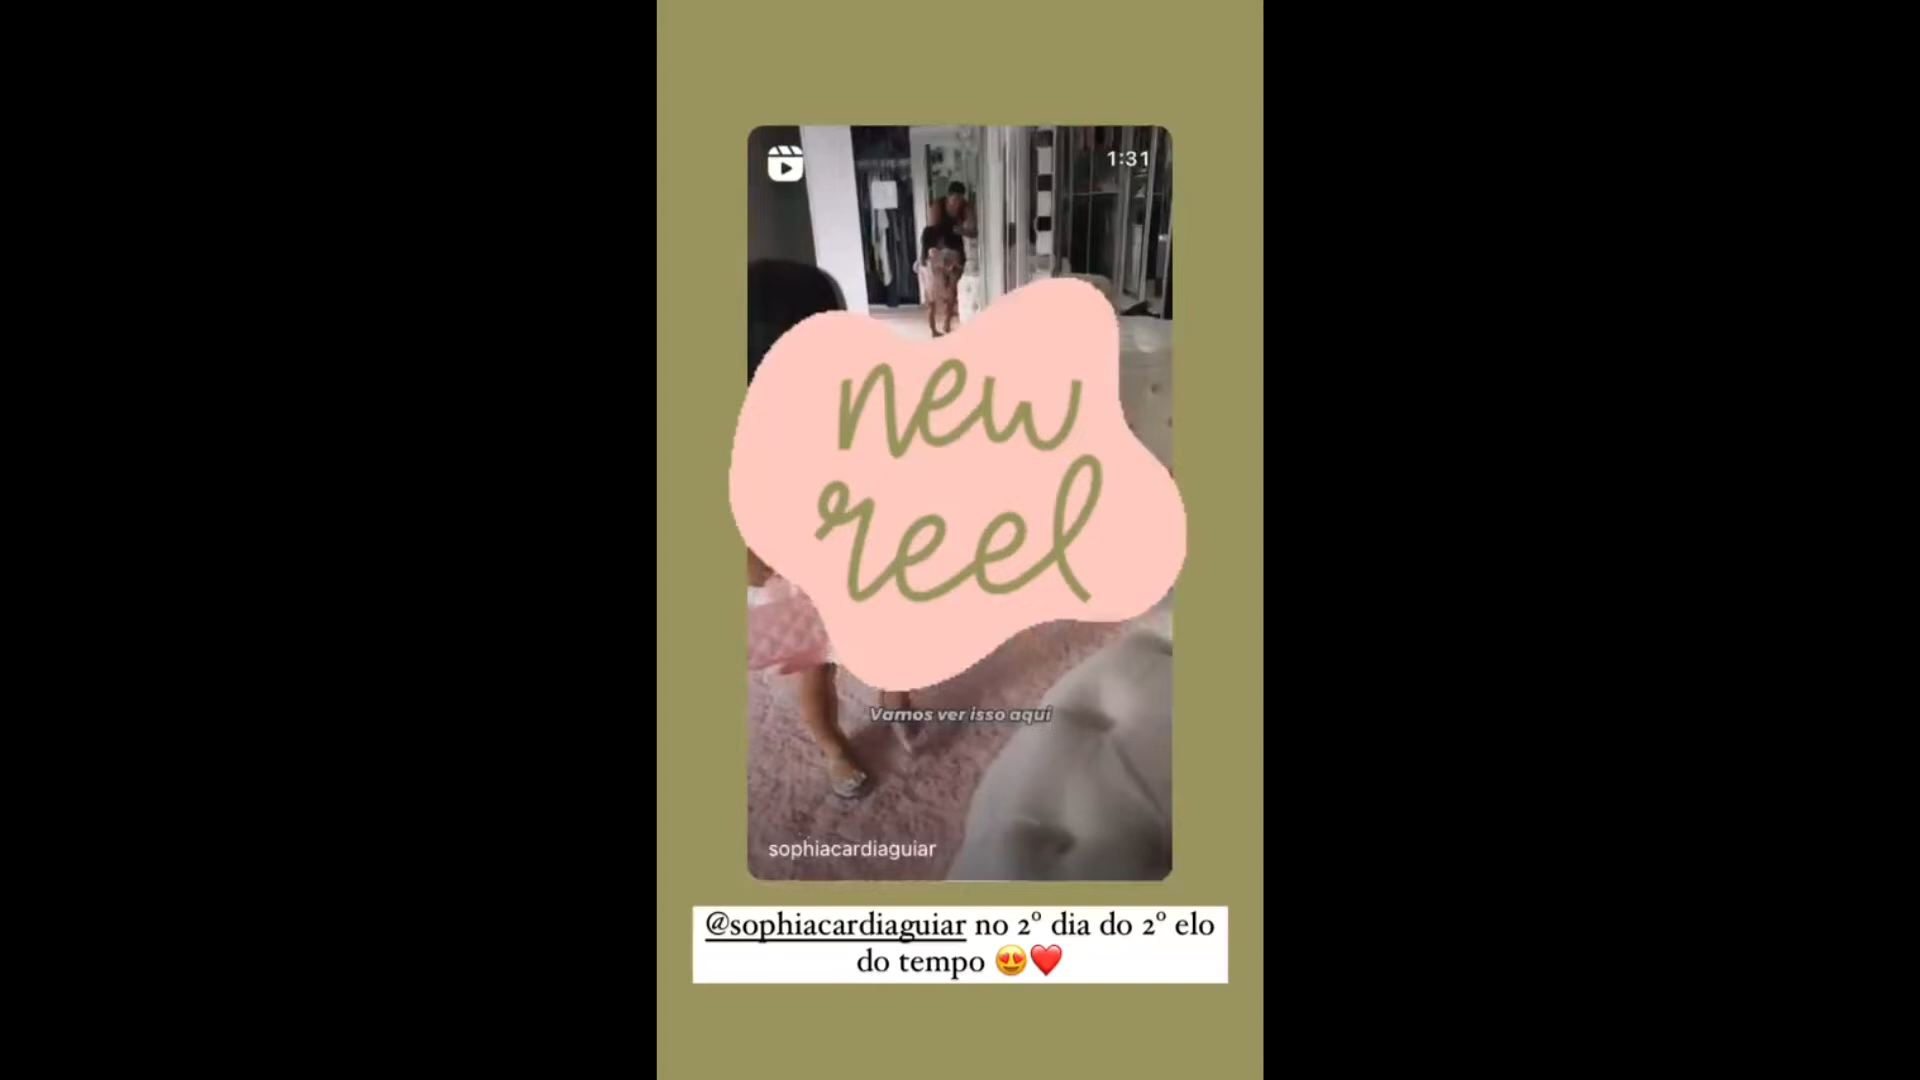 1:31
new
reel
Vamos ver isso aqui
sophiacardiaguiar
@sophiacardiaguiar no 2º dia do 2º elo
do tempo 😍❤️